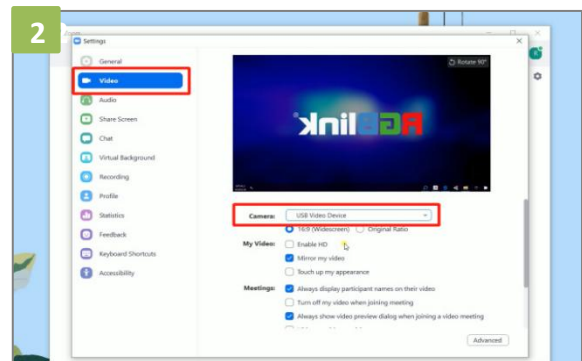 2
Settings
General
Video
Audio
Share Screen
Chat
Virtual Background
Recording
Profile
Statistics
Feedback
Keyboard Shortcuts
Accessibility
Rotate 90°
RGBlink
Camera: USB Video Device
16:9 (Widescreen) Original Ratio
My Video: Enable HD
Mirror my video
Touch up my appearance
Meetings: Always display participant names on their video
Turn off my video when joining meeting
Always show video preview dialog when joining a video meeting
Advanced